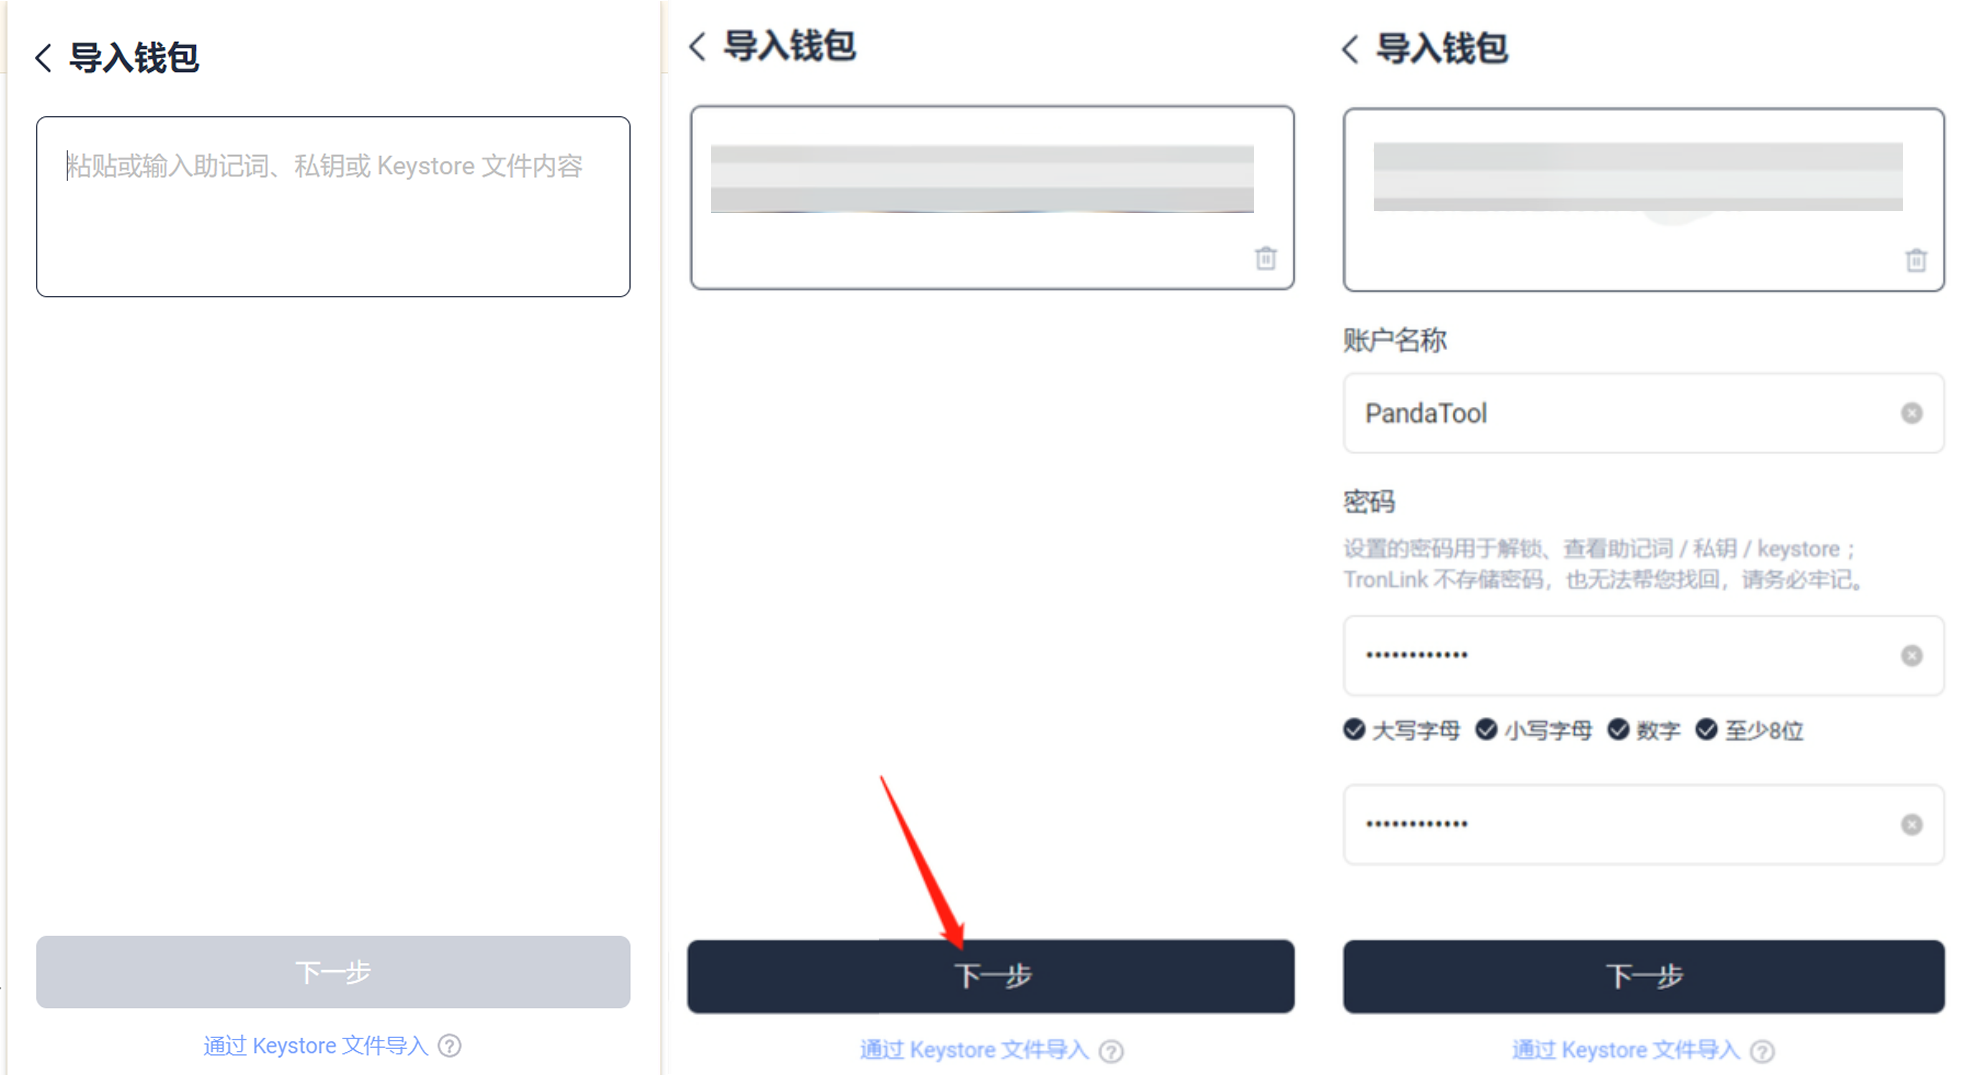 导入钱包
粘贴或输入助记词、私钥或 Keystore 文件内容
下一步
通过 Keystore 文件导入
导入钱包
下一步
通过 Keystore 文件导入
导入钱包
账户名称
PandaTool
密码
设置的密码用于解锁、查看助记词 / 私钥 / keystore；
TronLink 不存储密码，也无法帮您找回，请务必牢记。
••••••••••••
大写字母 小写字母 数字 至少8位
••••••••••••
下一步
通过 Keystore 文件导入